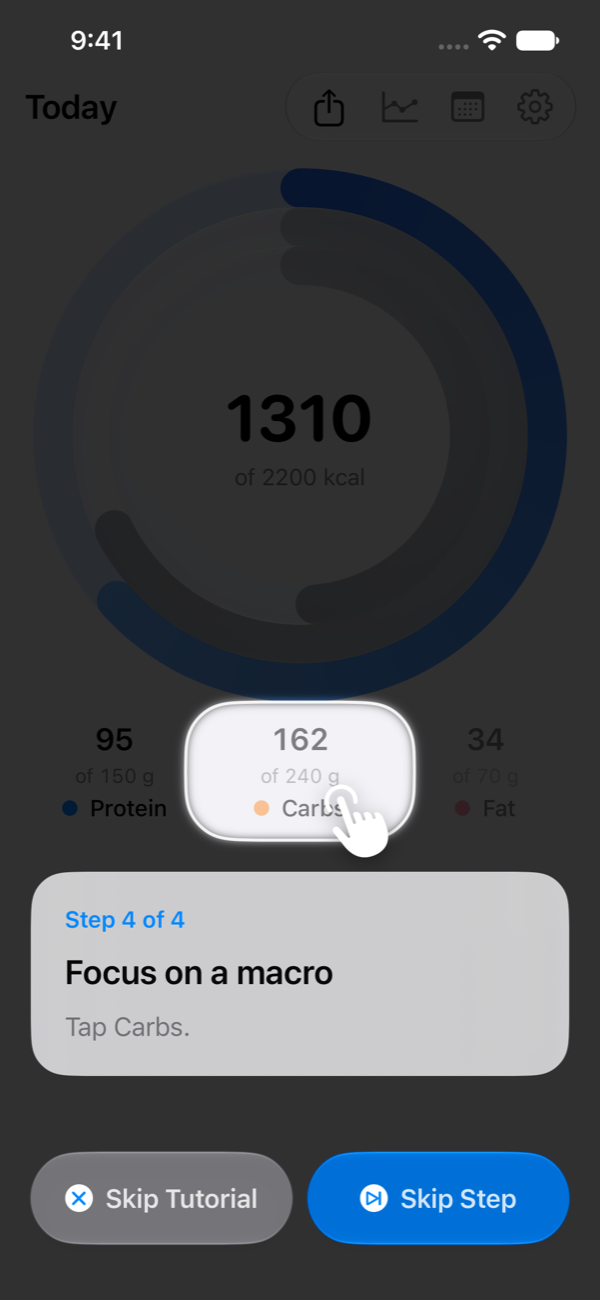 9:41
Today
1310
of 2200 kcal
95
of 150 g
Protein
162
of 240 g
Carbs
34
of 70 g
Fat
Step 4 of 4
Focus on a macro
Tap Carbs.
Skip Tutorial
Skip Step